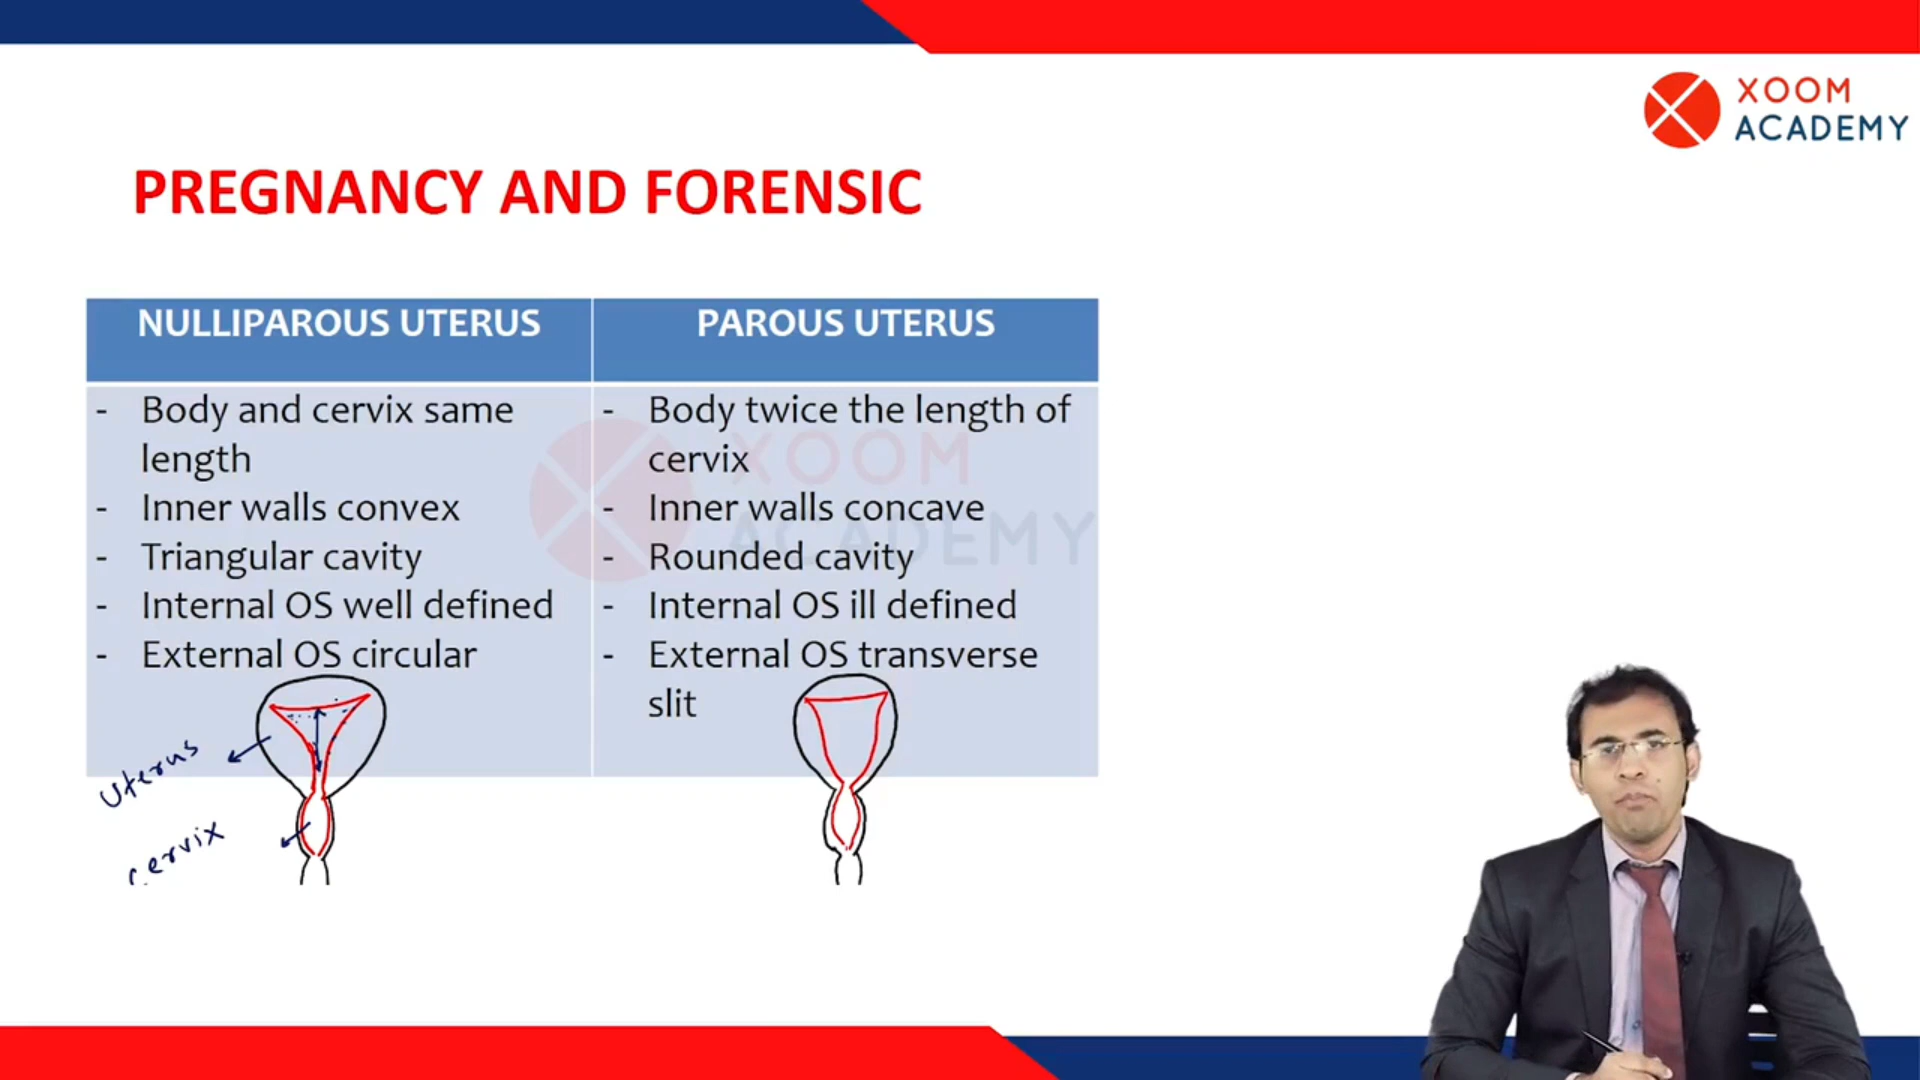 XOOM
ACADEMY
PREGNANCY AND FORENSIC
NULLIPAROUS UTERUS
- Body and cervix same
length
- Inner walls convex
- Triangular cavity
- Internal OS well defined
- External OS circular
PAROUS UTERUS
- Body twice the length of
cervix
- Inner walls concave
- Rounded cavity
- Internal OS ill defined
- External OS transverse
slit
XOOM
ACADEMY
uterus
cervix